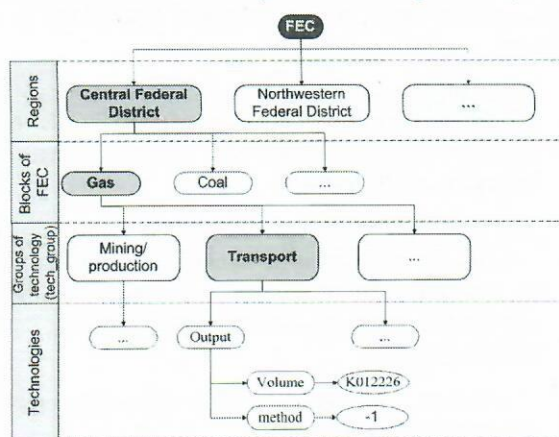 FEC
Regions
Central Federal
District
Northwestern
Federal District
...
Blocks of
FEC
Gas
Coal
...
Groups of
technology
(tech_group)
Mining/
production
Transport
...
Technologies
...
Output
...
Volume
K012226
method
-1